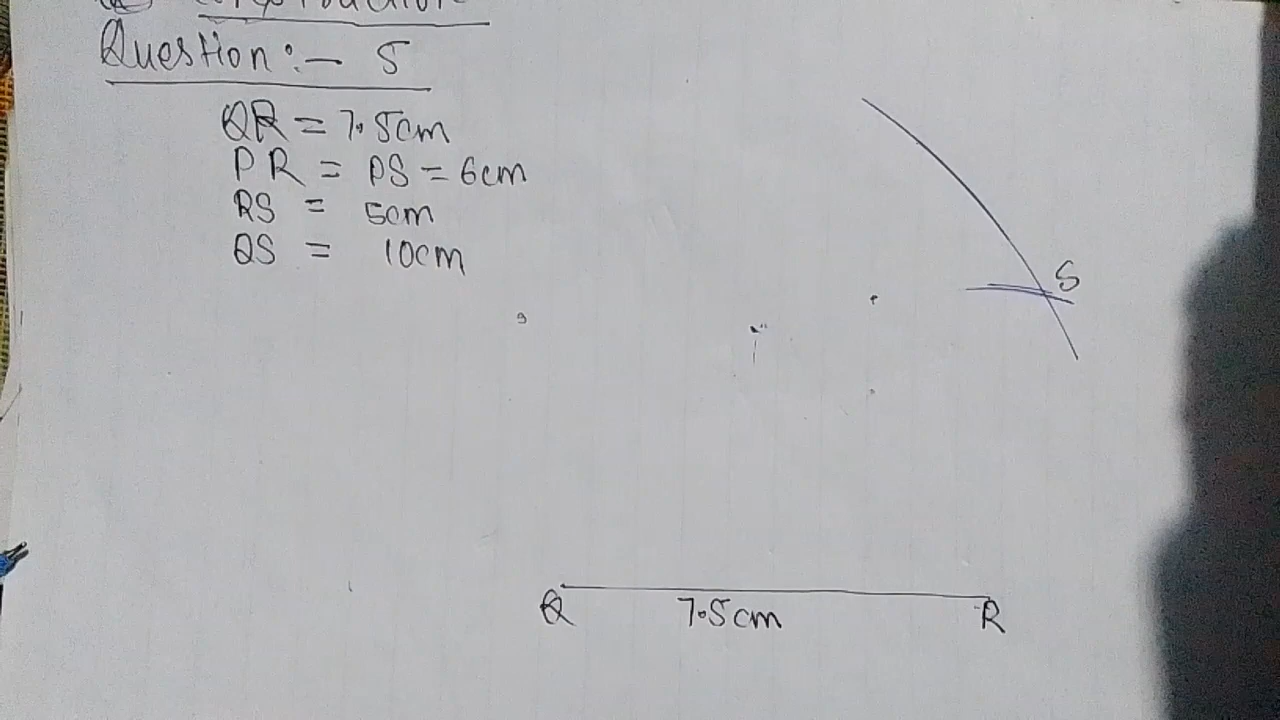 Question :- 5
QR = 7.5cm
PR = PS = 6cm
RS = 5cm
QS = 10cm
S
Q 7.5cm R